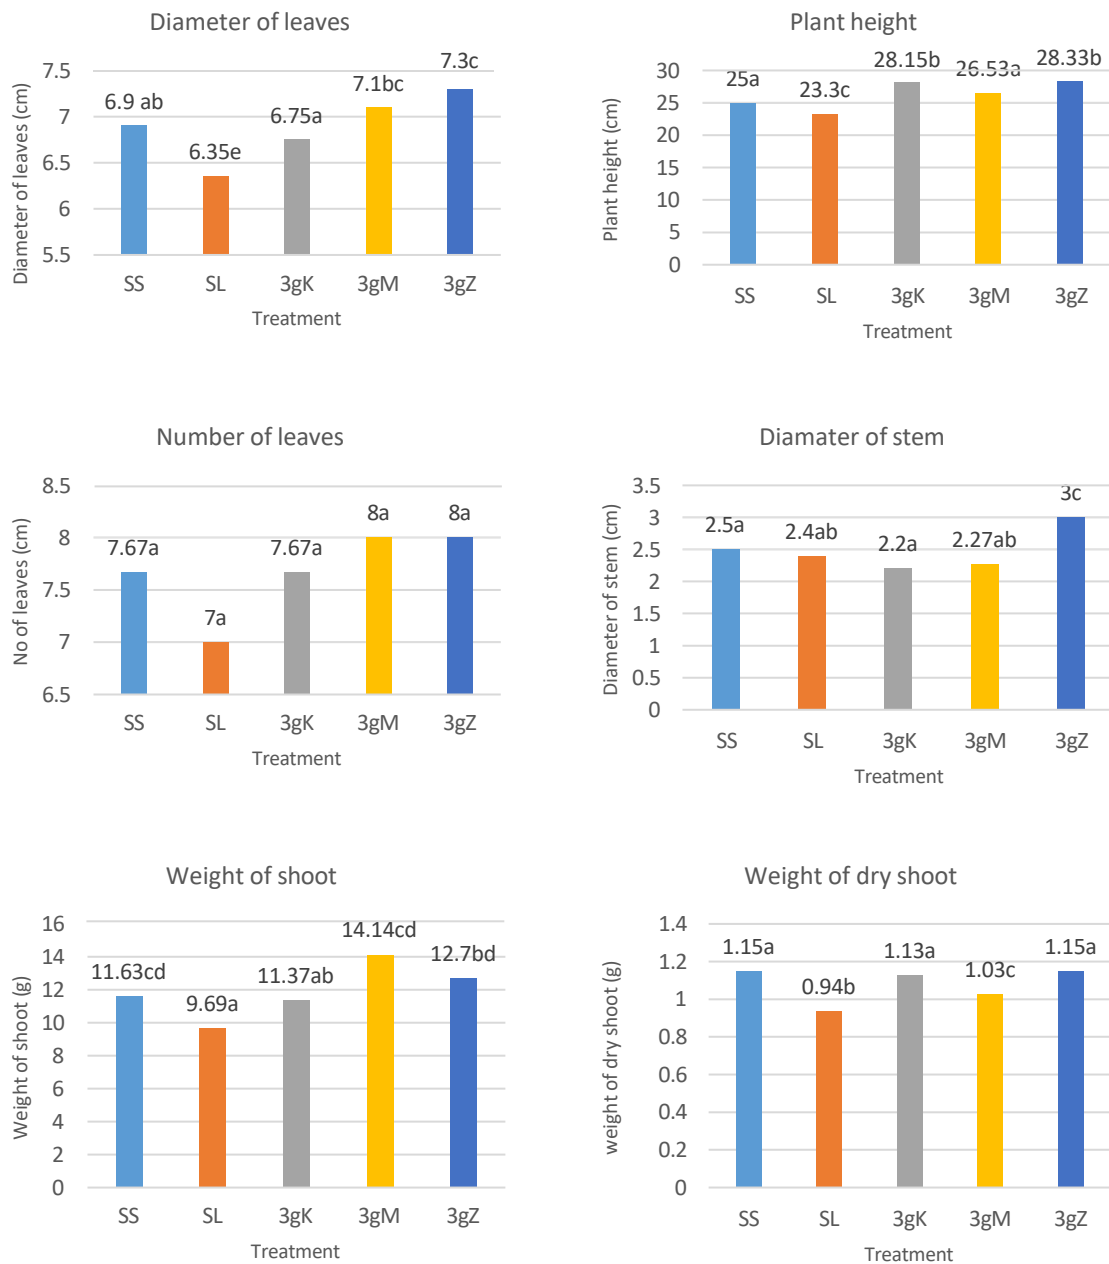 Diameter of leaves
Diameter of leaves (cm)
7.5
7
6.5
6
5.5
6.9 ab
6.35e
6.75a
7.1bc
7.3c
SS SL 3gK 3gM 3gZ
Treatment
Plant height
Plant height (cm)
30
25
20
15
10
5
0
25a
23.3c
28.15b
26.53a
28.33b
SS SL 3gK 3gM 3gZ
Treatment
Number of leaves
No of leaves (cm)
8.5
8
7.5
7
6.5
7.67a
7a
7.67a
8a
8a
SS SL 3gK 3gM 3gZ
Treatment
Diamater of stem
Diameter of stem (cm)
3.5
3
2.5
2
1.5
1
0.5
0
2.5a
2.4ab
2.2a
2.27ab
3c
SS SL 3gK 3gM 3gZ
Treatment
Weight of shoot
Weight of shoot (g)
16
14
12
10
8
6
4
2
0
11.63cd
9.69a
11.37ab
14.14cd
12.7bd
SS SL 3gK 3gM 3gZ
Treatment
Weight of dry shoot
weight of dry shoot (g)
1.4
1.2
1
0.8
0.6
0.4
0.2
0
1.15a
0.94b
1.13a
1.03c
1.15a
SS SL 3gK 3gM 3gZ
Treatment